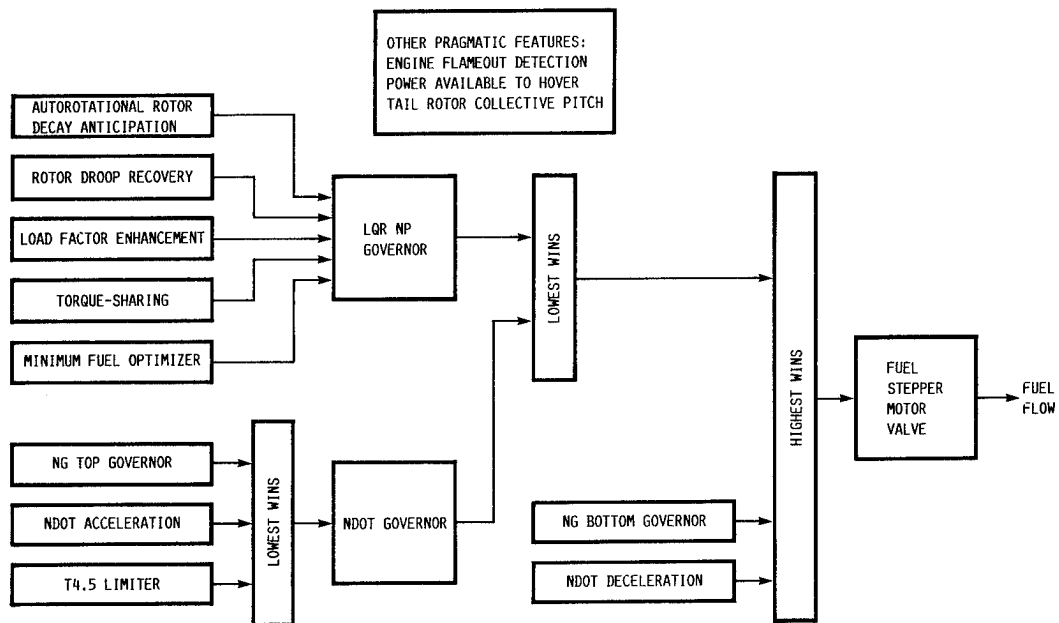 OTHER PRAGMATIC FEATURES:
ENGINE FLAMEOUT DETECTION
POWER AVAILABLE TO HOVER
TAIL ROTOR COLLECTIVE PITCH
AUTOROTATIONAL ROTOR
DECAY ANTICIPATION
ROTOR DROOP RECOVERY
LOAD FACTOR ENHANCEMENT
TORQUE-SHARING
MINIMUM FUEL OPTIMIZER
LQR NP
GOVERNOR
LOWEST WINS
NG TOP GOVERNOR
NDOT ACCELERATION
T4.5 LIMITER
LOWEST WINS
NDOT GOVERNOR
NG BOTTOM GOVERNOR
NDOT DECELERATION
HIGHEST WINS
FUEL
STEPPER
MOTOR
VALVE
FUEL
FLOW